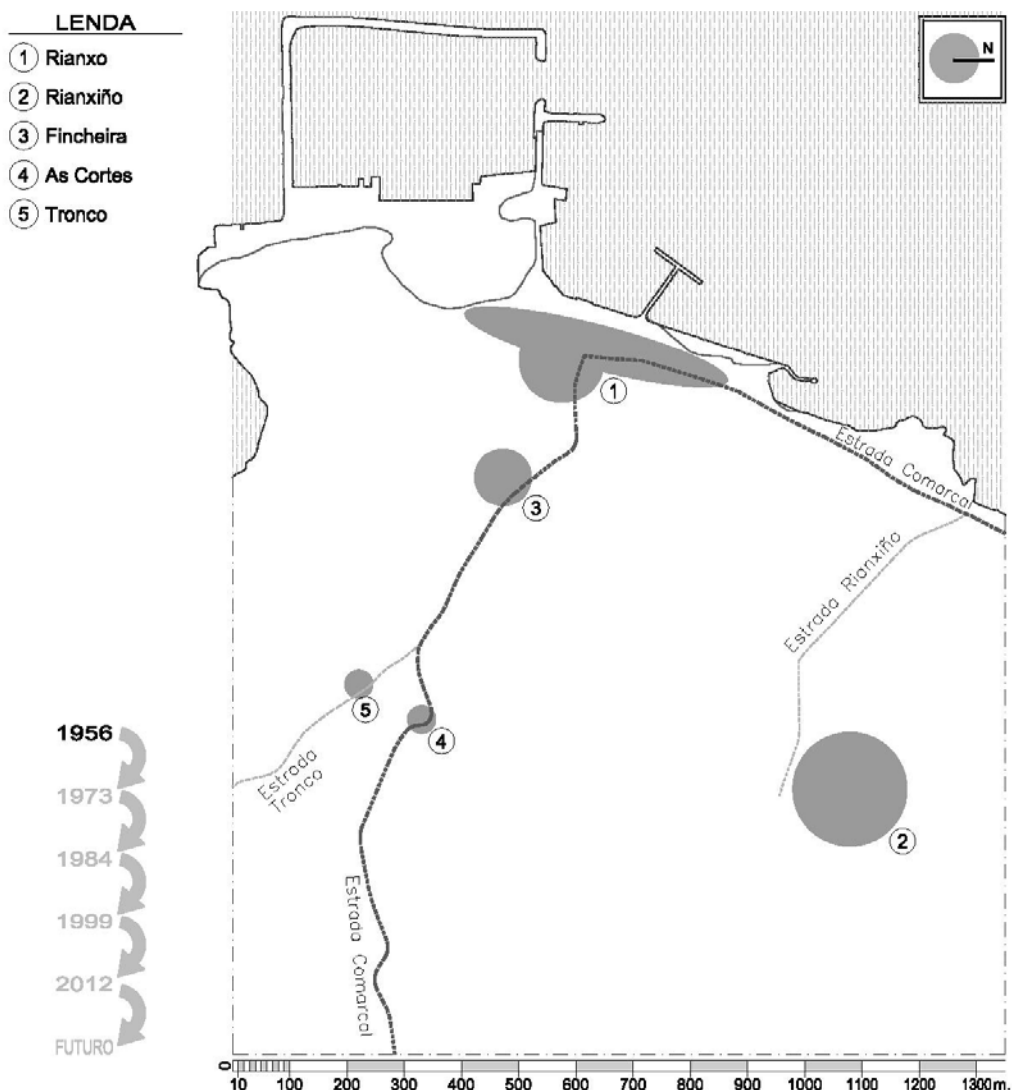 LENDA
1 Rianxo
2 Rianxiño
3 Fincheira
4 As Cortes
5 Tronco
N
1
Estrada Comarcal
3
Estrada Rianxiño
5
4
Estrada
Tronco
2
Estrada Comarcal
1956
1973
1984
1999
2012
FUTURO
0
10 100 200 300 400 500 600 700 800 900 1000 1100 1200 1300m.